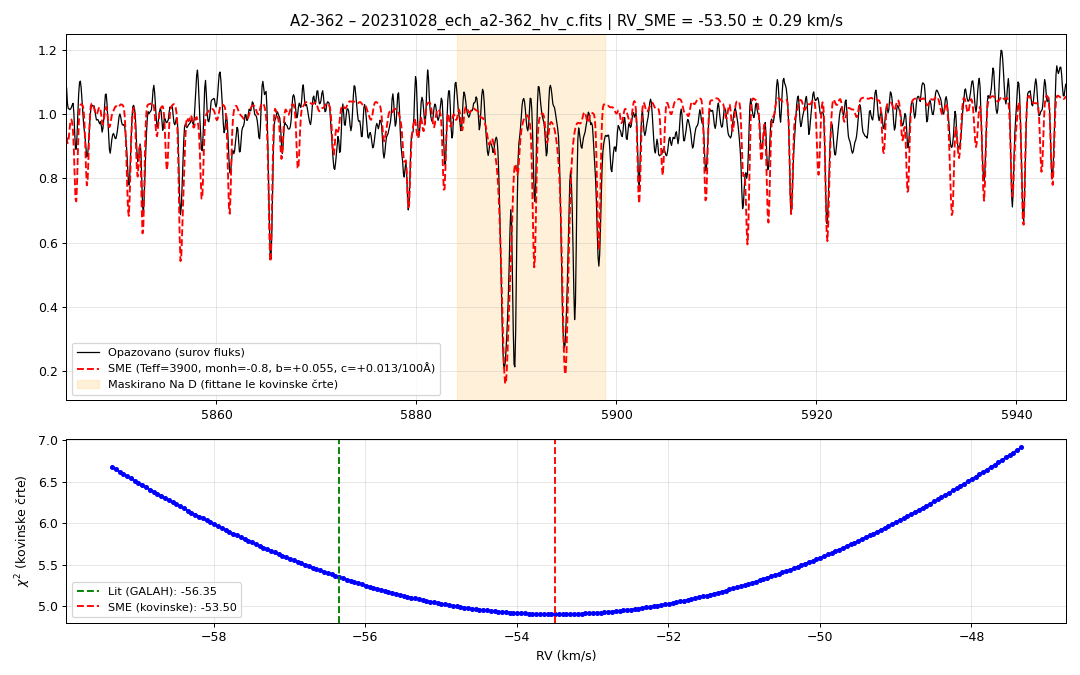 A2-362 – 20231028_ech_a2-362_hv_c.fits | RV_SME = -53.50 ± 0.29 km/s
1.2
1.0
0.8
0.6
0.4
0.2
Opazovano (surov fluks)
SME (Teff=3900, monh=-0.8, b=+0.055, c=+0.013/100Å)
Maskirano Na D (fittane le kovinske črte)
5860 5880 5900 5920 5940
7.0
6.5
6.0
5.5
5.0
χ² (kovinske črte)
Lit (GALAH): -56.35
SME (kovinske): -53.50
−58 −56 −54 −52 −50 −48
RV (km/s)